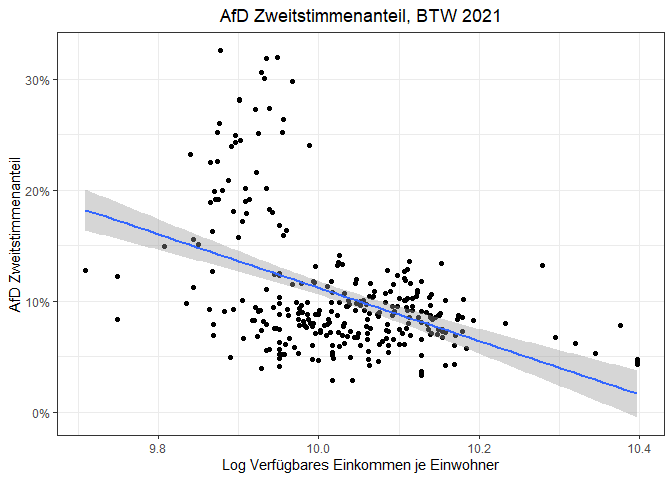 AfD Zweitstimmenanteil, BTW 2021
AfD Zweitstimmenanteil
30%
20%
10%
0%
9.8
10.0
10.2
10.4
Log Verfügbares Einkommen je Einwohner